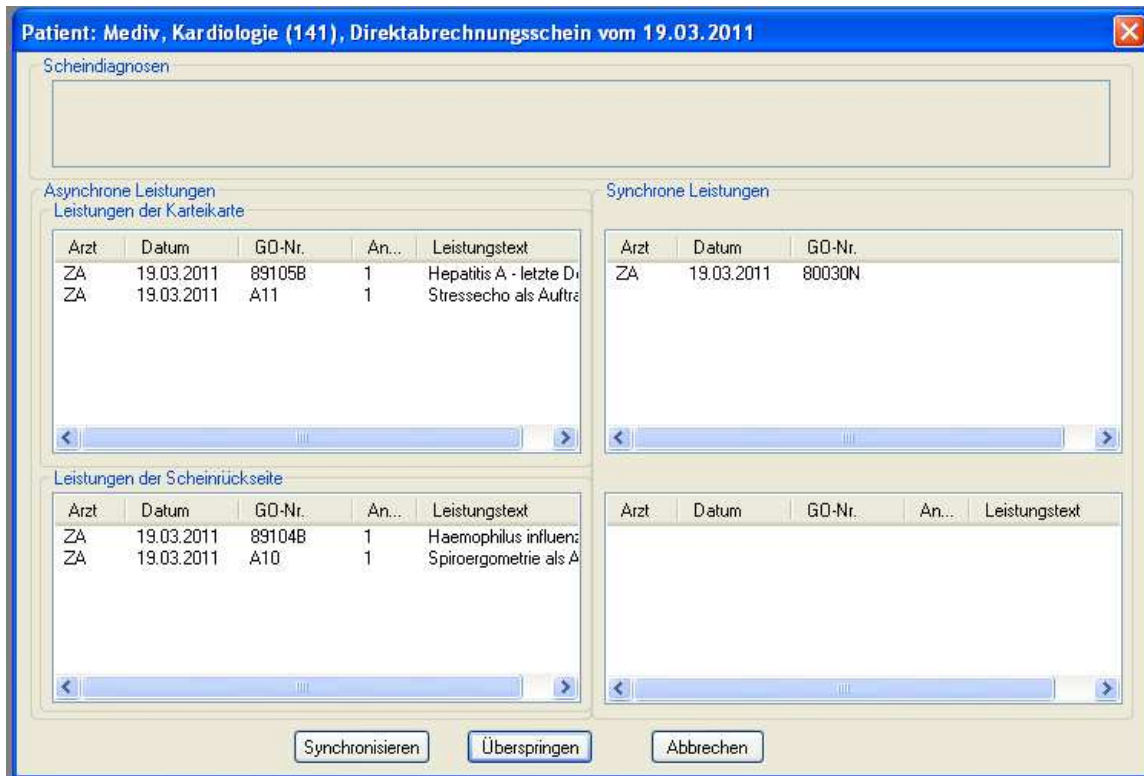 Patient: Mediv, Kardiologie (141), Direktabrechnungsschein vom 19.03.2011
Scheindiagnosen
Asynchrone Leistungen
Leistungen der Karteikarte
Arzt Datum GO-Nr. An... Leistungstext
ZA 19.03.2011 89105B 1 Hepatitis A - letzte
ZA 19.03.2011 A11 1 Stressecho als
Leistungen der Scheinrückseite
Arzt Datum GO-Nr. An... Leistungstext
ZA 19.03.2011 89104B 1 Haemophilus
ZA 19.03.2011 A10 1 Spiroergometrie als A
Synchrone Leistungen
Arzt Datum GO-Nr.
ZA 19.03.2011 80030N
Arzt Datum GO-Nr. An... Leistungstext
Synchronisieren Überspringen Abbrechen